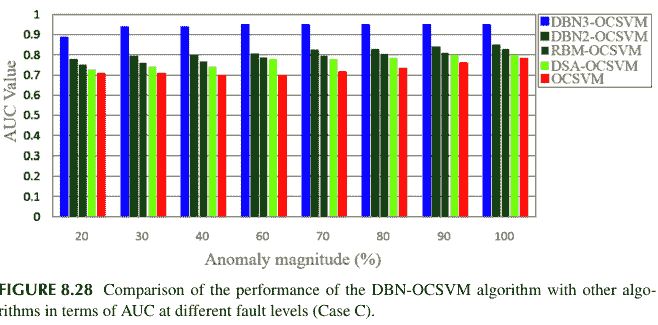 1
0.9
0.8
0.7
0.6
0.5
0.4
0.3
0.2
0.1
0
AUC Value
20 30 40 60 70 80 90 100
Anomaly magnitude (%)
DBN3-OCSVM
DBN2-OCSVM
RBM-OCSVM
DSA-OCSVM
OCSVM
FIGURE 8.28 Comparison of the performance of the DBN-OCSVM algorithm with other algo-
rithms in terms of AUC at different fault levels (Case C).